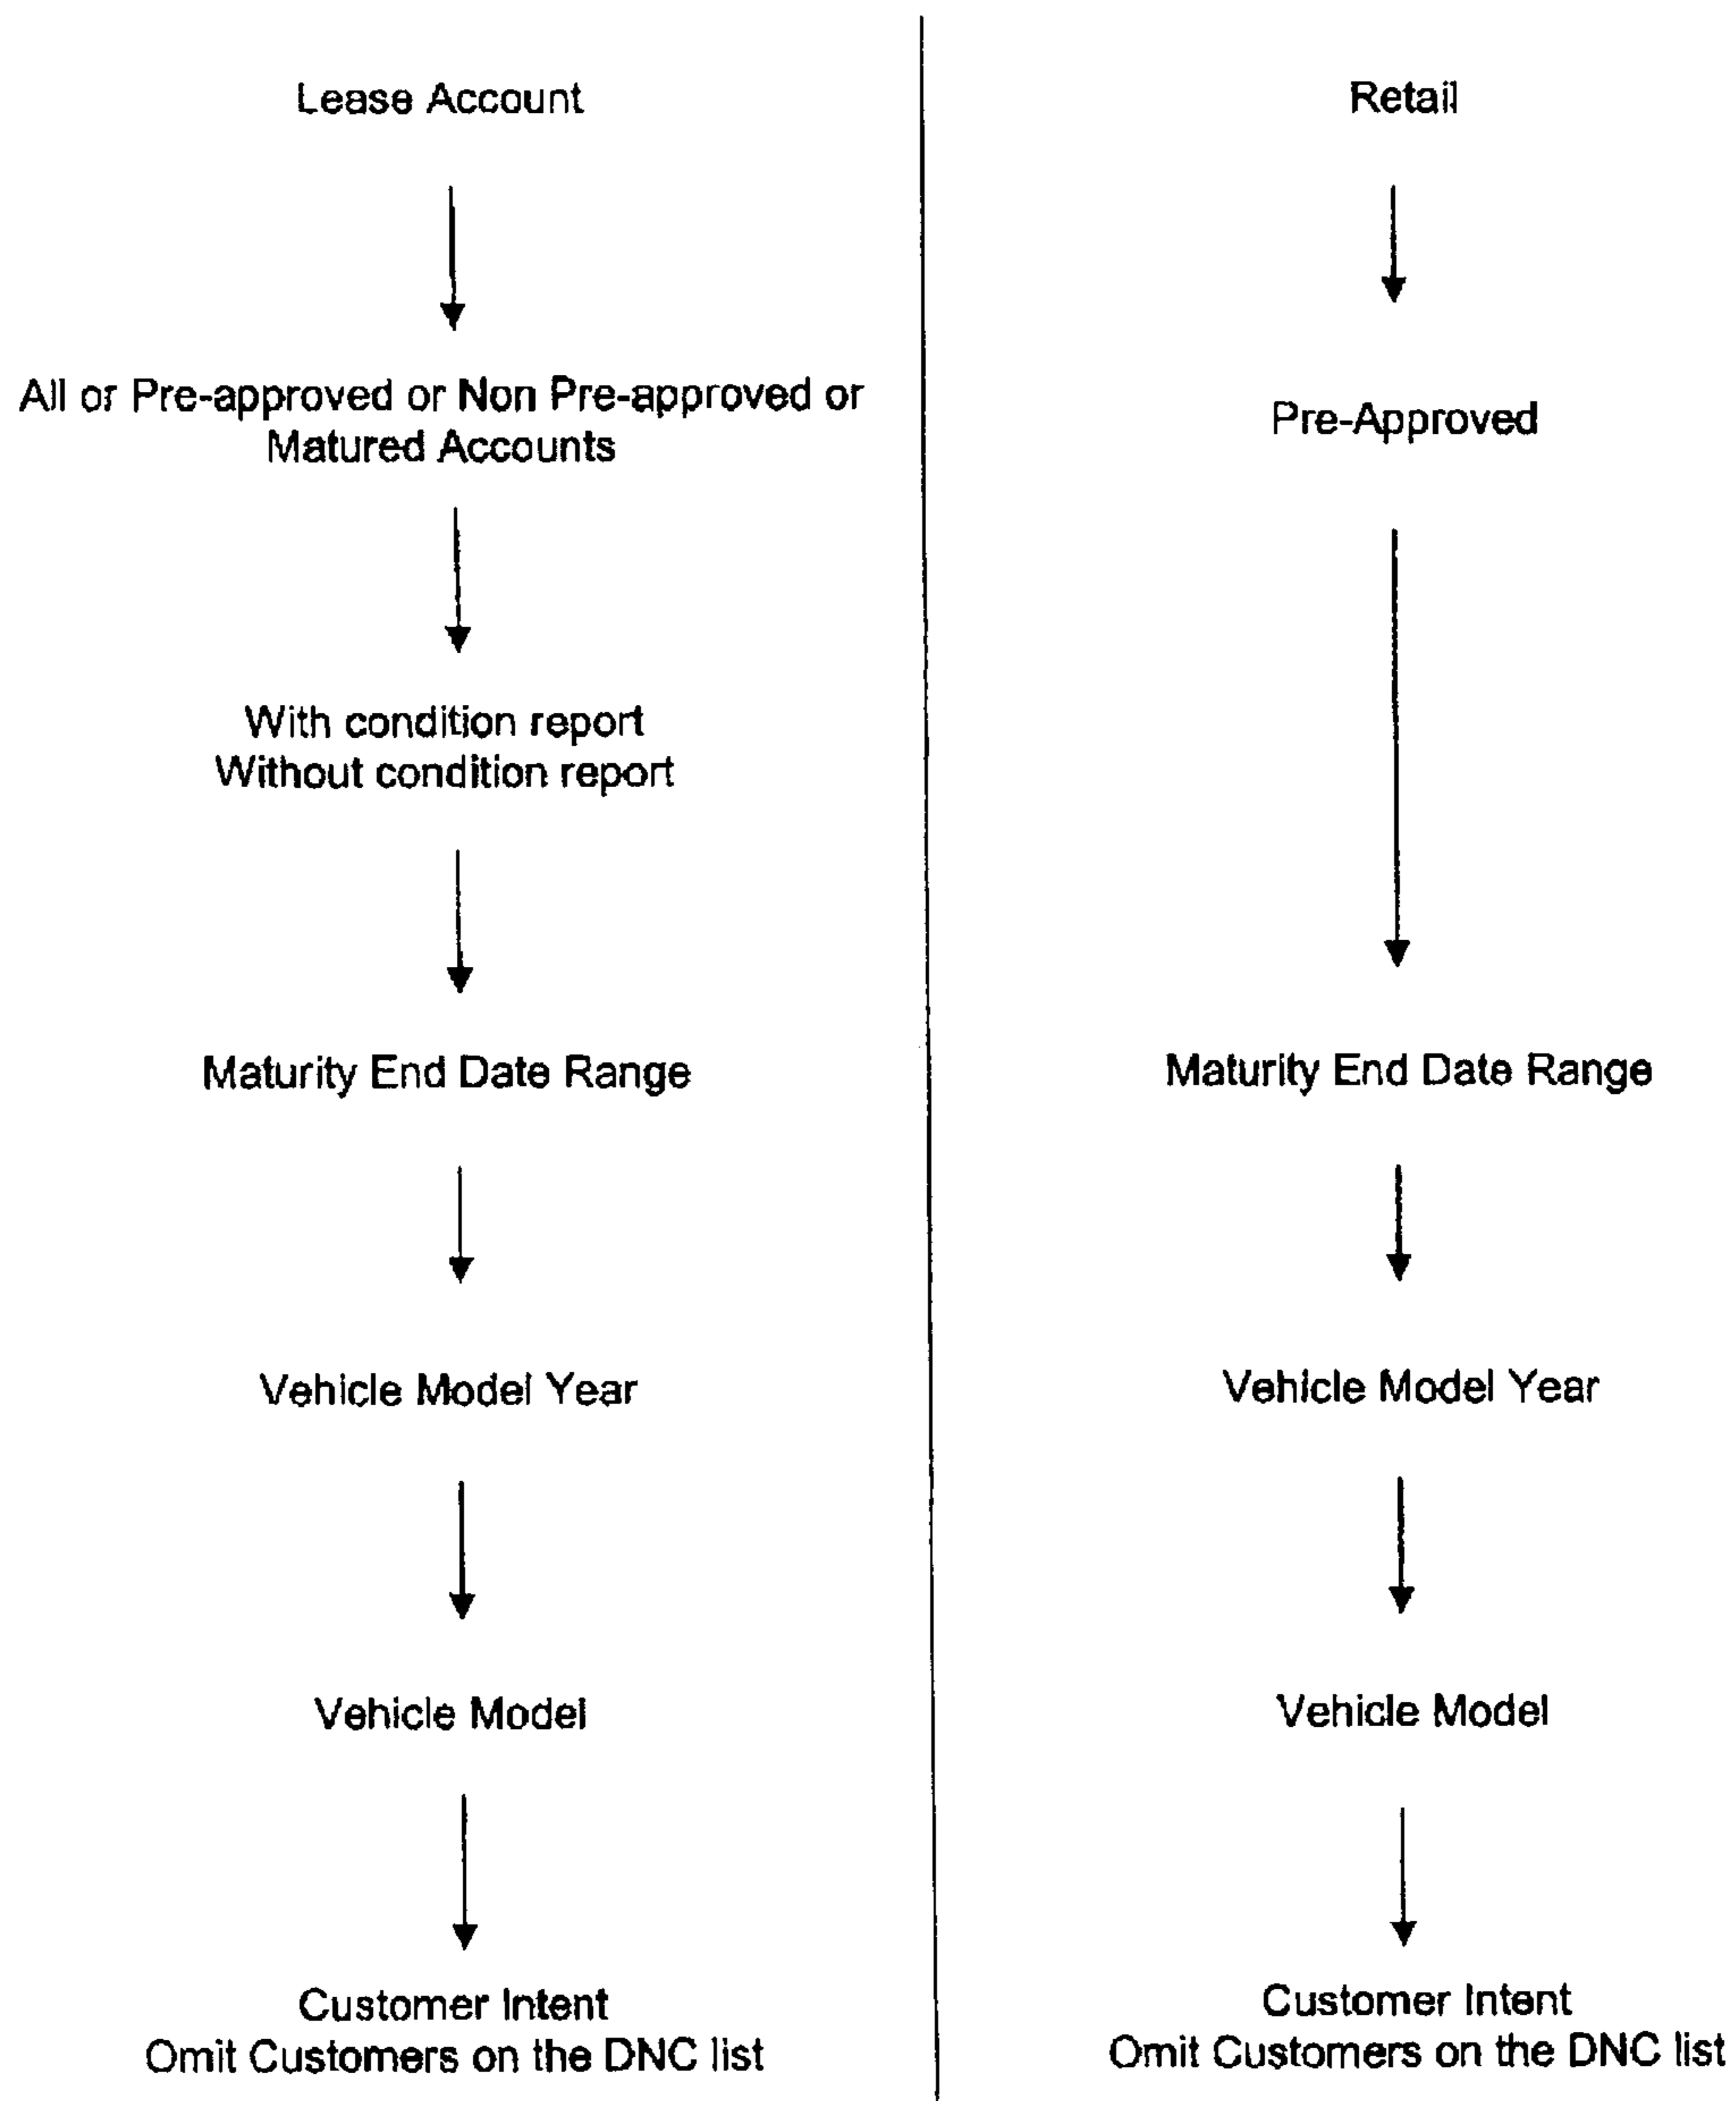 Lease Account
All or Pre-approved or Non Pre-approved or
Matured Accounts
With condition report
Without condition report
Maturity End Date Range
Vehicle Model Year
Vehicle Model
Customer Intent
Omit Customers on the DNC list
Retail
Pre-Approved
Maturity End Date Range
Vehicle Model Year
Vehicle Model
Customer Intent
Omit Customers on the DNC list